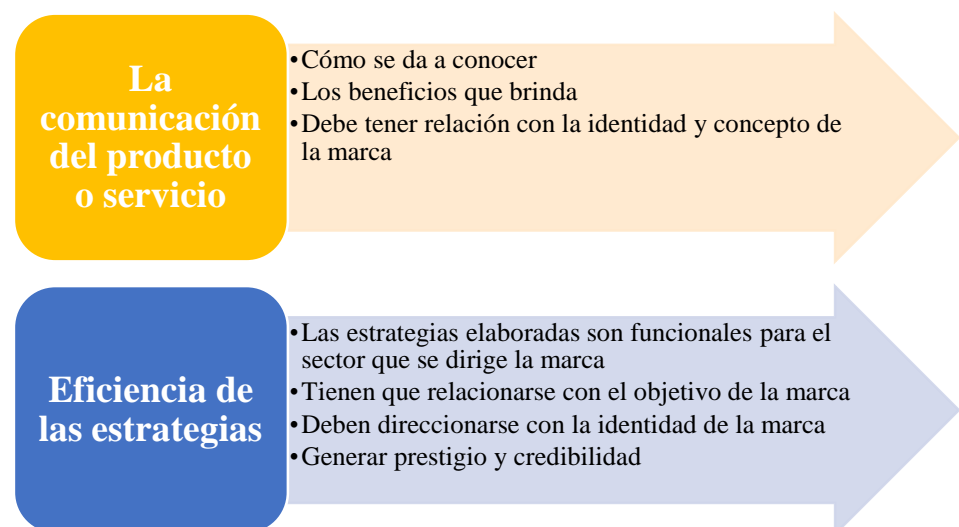 La
comunicación
del producto
o servicio
•Cómo se da a conocer
•Los beneficios que brinda
•Debe tener relación con la identidad y concepto de
la marca
Eficiencia de
las estrategias
•Las estrategias elaboradas son funcionales para el
sector que se dirige la marca
•Tienen que relacionarse con el objetivo de la marca
•Deben direccionarse con la identidad de la marca
•Generar prestigio y credibilidad